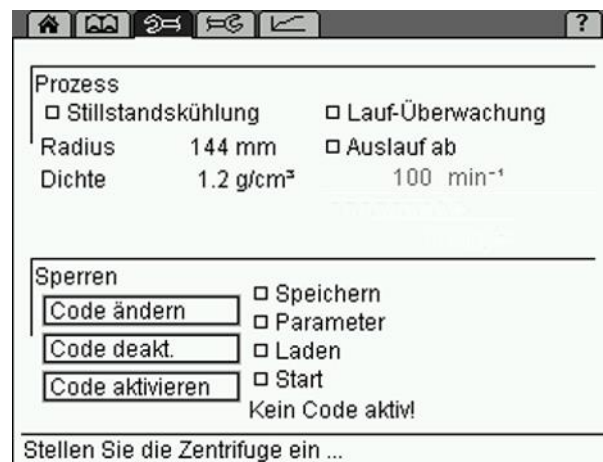 ?
Prozess
Stillstandskühlung
Lauf-Überwachung
Radius 144 mm
Auslauf ab
Dichte 1.2 g/cm³
100 min⁻¹
Sperren
Code ändern
Code deakt.
Code aktivieren
Speichern
Parameter
Laden
Start
Kein Code aktiv!
Stellen Sie die Zentrifuge ein ...